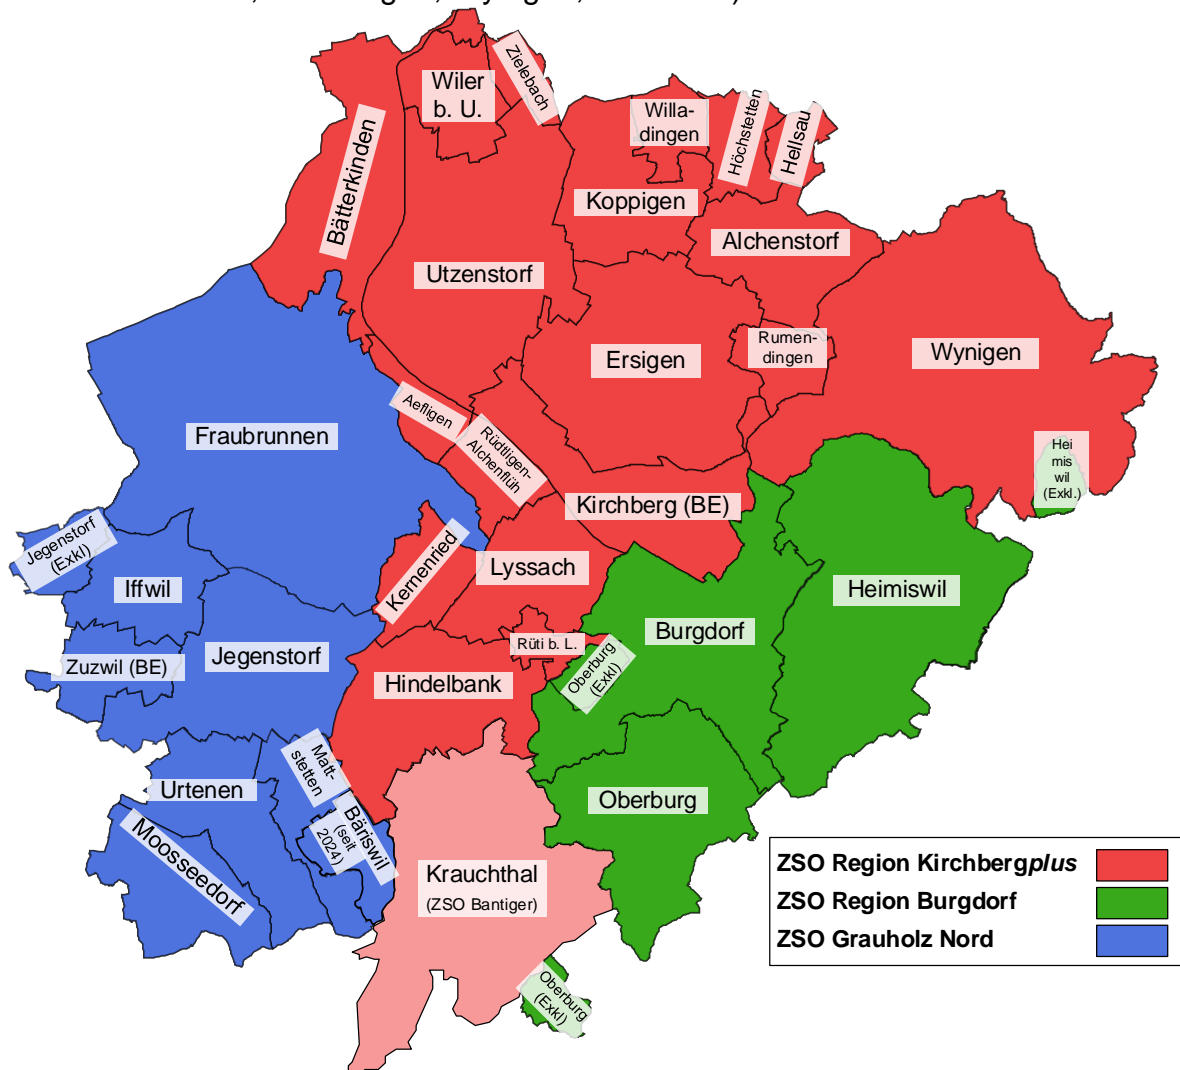 Zielebach
Wiler
b. U.
Willa-
dingen
Höchstetten
Hellsau
Bätterkinden
Koppigen
Alchenstorf
Utzenstorf
Rumen-
dingen
Ersigen
Wynigen
Aefligen
Fraubrunnen
Rüdtligen-
Alchenflüh
Hei
mis
wil
(Exkl.)
Kirchberg (BE)
Jegenstorf
(Exkl)
Kernenried
Lyssach
Iffwil
Heimiswil
Burgdorf
Rüti b. L.
Zuzwil (BE)
Jegenstorf
Oberburg
(Exkl)
Hindelbank
Matt-
stetten
Urtenen
Oberburg
Bäriswil
(seit
2024)
Moosseedorf
Krauchthal
(ZSO Bantiger)
ZSO Region Kirchbergplus
ZSO Region Burgdorf
ZSO Grauholz Nord
Oberburg
(Exkl)